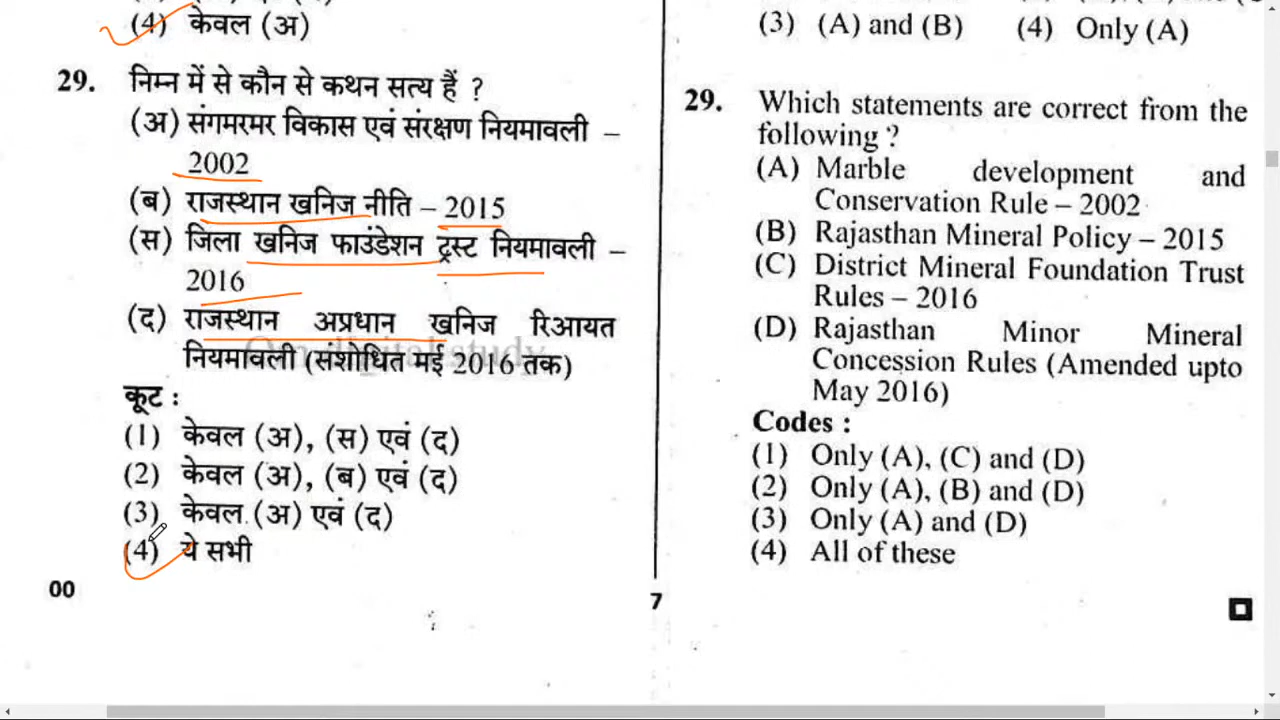 (4) केवल (अ)
29. निम्न में से कौन से कथन सत्य हैं ?
(अ) संगमरमर विकास एवं संरक्षण नियमावली –
2002
(ब) राजस्थान खनिज नीति – 2015
(स) जिला खनिज फाउंडेशन ट्रस्ट नियमावली –
2016
(द) राजस्थान अप्रधान खनिज रिआयत
नियमावली (संशोधित मई 2016 तक)
कूट :
(1) केवल (अ), (स) एवं (द)
(2) केवल (अ), (ब) एवं (द)
(3) केवल (अ) एवं (द)
(4) ये सभी
00
(3) (A) and (B) (4) Only (A)
29. Which statements are correct from the
following ?
(A) Marble development and
Conservation Rule – 2002
(B) Rajasthan Mineral Policy – 2015
(C) District Mineral Foundation Trust
Rules – 2016
(D) Rajasthan Minor Mineral
Concession Rules (Amended upto
May 2016)
Codes :
(1) Only (A), (C) and (D)
(2) Only (A), (B) and (D)
(3) Only (A) and (D)
(4) All of these
7